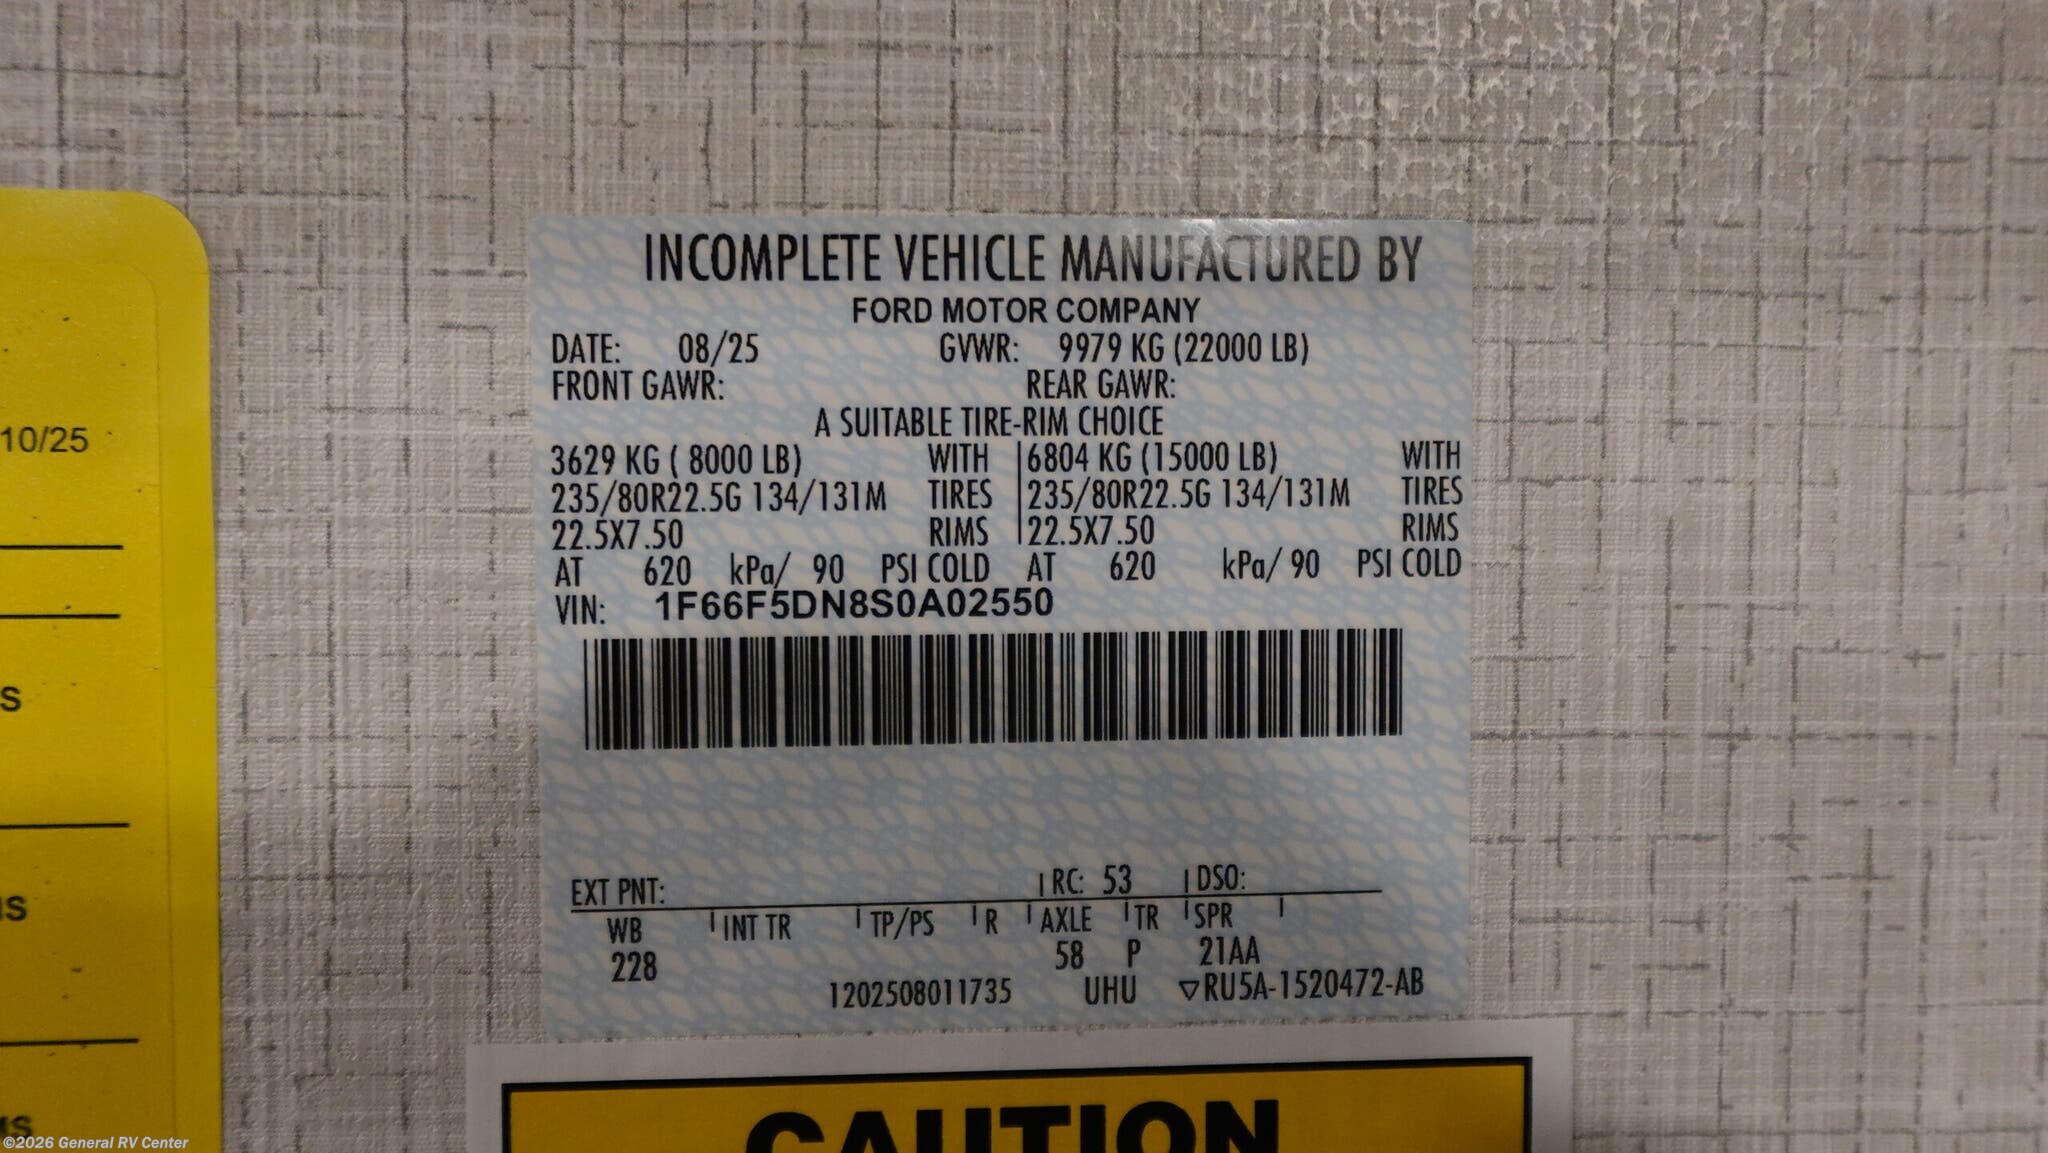 INCOMPLETE VEHICLE MANUFACTURED BY
FORD MOTOR COMPANY
DATE: 08/25 GVWR: 9979 KG (22000 LB)
FRONT GAWR: REAR GAWR:
A SUITABLE TIRE-RIM CHOICE
3629 KG ( 8000 LB) WITH 6804 KG (15000 LB) WITH
235/80R22.5G 134/131M TIRES 235/80R22.5G 134/131M TIRES
22.5X7.50 RIMS 22.5X7.50 RIMS
AT 620 kPa/ 90 PSI COLD AT 620 kPa/ 90 PSI COLD
VIN: 1F66F5DN8S0A02550
EXT PNT: RC: 53 DSO:
WB INT TR TP/PS R AXLE TR SPR
228 58 P 21AA
1202508011735 UHU ▽RU5A-1520472-AB
10/25
CAUTION
©2026 General RV Center